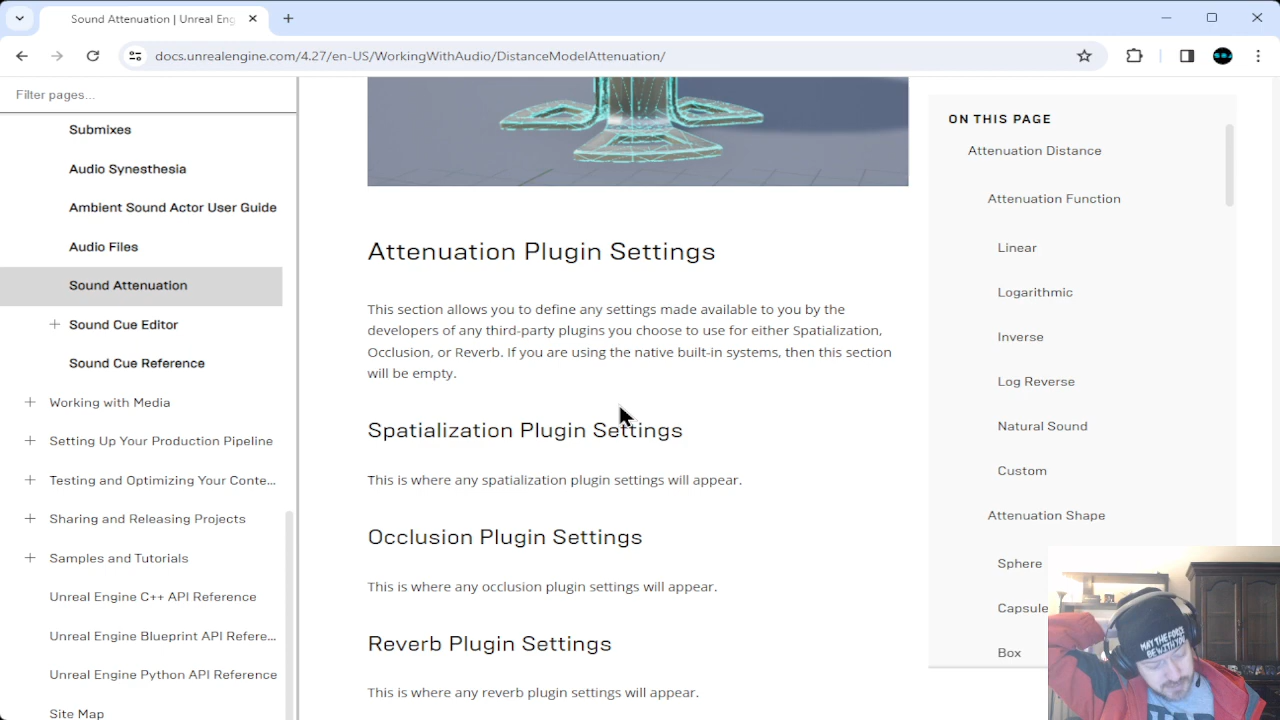 Sound Attenuation | Unreal Eng
docs.unrealengine.com/4.27/en-US/WorkingWithAudio/DistanceModelAttenuation/
Filter pages...
Submixes
Audio Synesthesia
Ambient Sound Actor User Guide
Audio Files
Sound Attenuation
Sound Cue Editor
Sound Cue Reference
Working with Media
Setting Up Your Production Pipeline
Testing and Optimizing Your Conte...
Sharing and Releasing Projects
Samples and Tutorials
Unreal Engine C++ API Reference
Unreal Engine Blueprint API Refere...
Unreal Engine Python API Reference
Site Map
Attenuation Plugin Settings
This section allows you to define any settings made available to you by the
developers of any third-party plugins you choose to use for either Spatialization,
Occlusion, or Reverb. If you are using the native built-in systems, then this section
will be empty.
Spatialization Plugin Settings
This is where any spatialization plugin settings will appear.
Occlusion Plugin Settings
This is where any occlusion plugin settings will appear.
Reverb Plugin Settings
This is where any reverb plugin settings will appear.
ON THIS PAGE
Attenuation Distance
Attenuation Function
Linear
Logarithmic
Inverse
Log Reverse
Natural Sound
Custom
Attenuation Shape
Sphere
Capsule
Box
MAY THE FORCE
BE WITH YOU